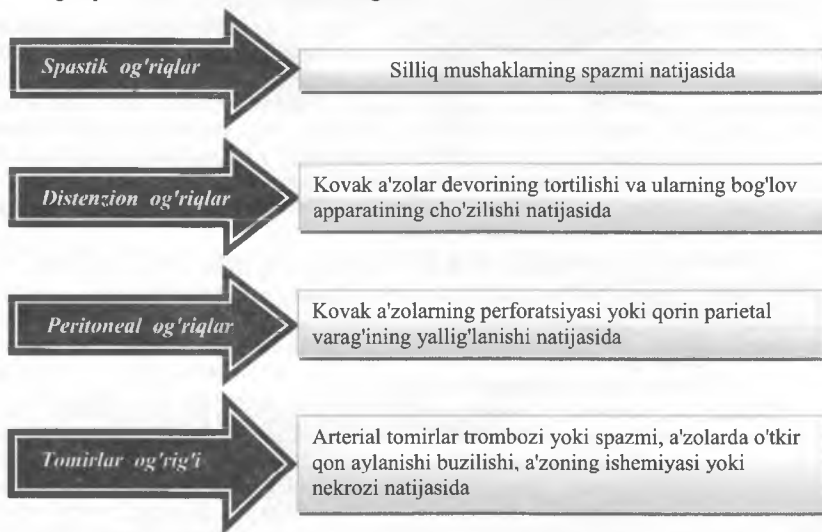 Spastik og'riqlar
Silliq mushaklarning spazmi natijasida
Distenzion og'riqlar
Kovak a'zolar devorining tortilishi va ularning bog'lov
apparatining cho'zilishi natijasida
Peritoneal og'riqlar
Kovak a'zolarning perforatsiyasi yoki qorin parietal
varag'ining yallig'lanishi natijasida
Tomirlar og'rig'i
Arterial tomirlar trombozi yoki spazmi, a'zolarda o'tkir
qon aylanishi buzilishi, a'zoning ishemiyasi yoki
nekrozi natijasida